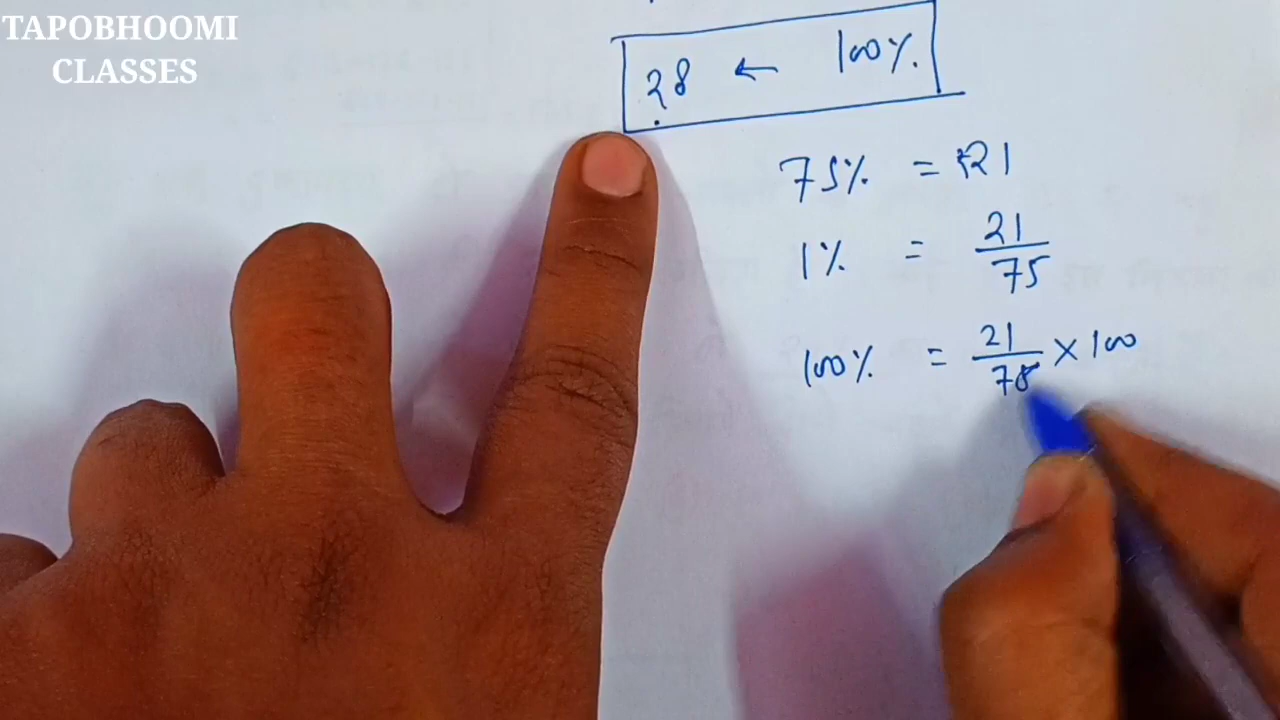 TAPOBHOOMI
CLASSES
28 ← 100%
75% = 21
1% = 21/75
100% = 21/75 × 100